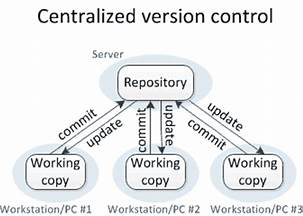 Centralized version control
Server
Repository
commit
update
commit
update
update
commit
Working
copy
Working
copy
Working
copy
Workstation/PC #1
Workstation/PC #2
Workstation/PC #3